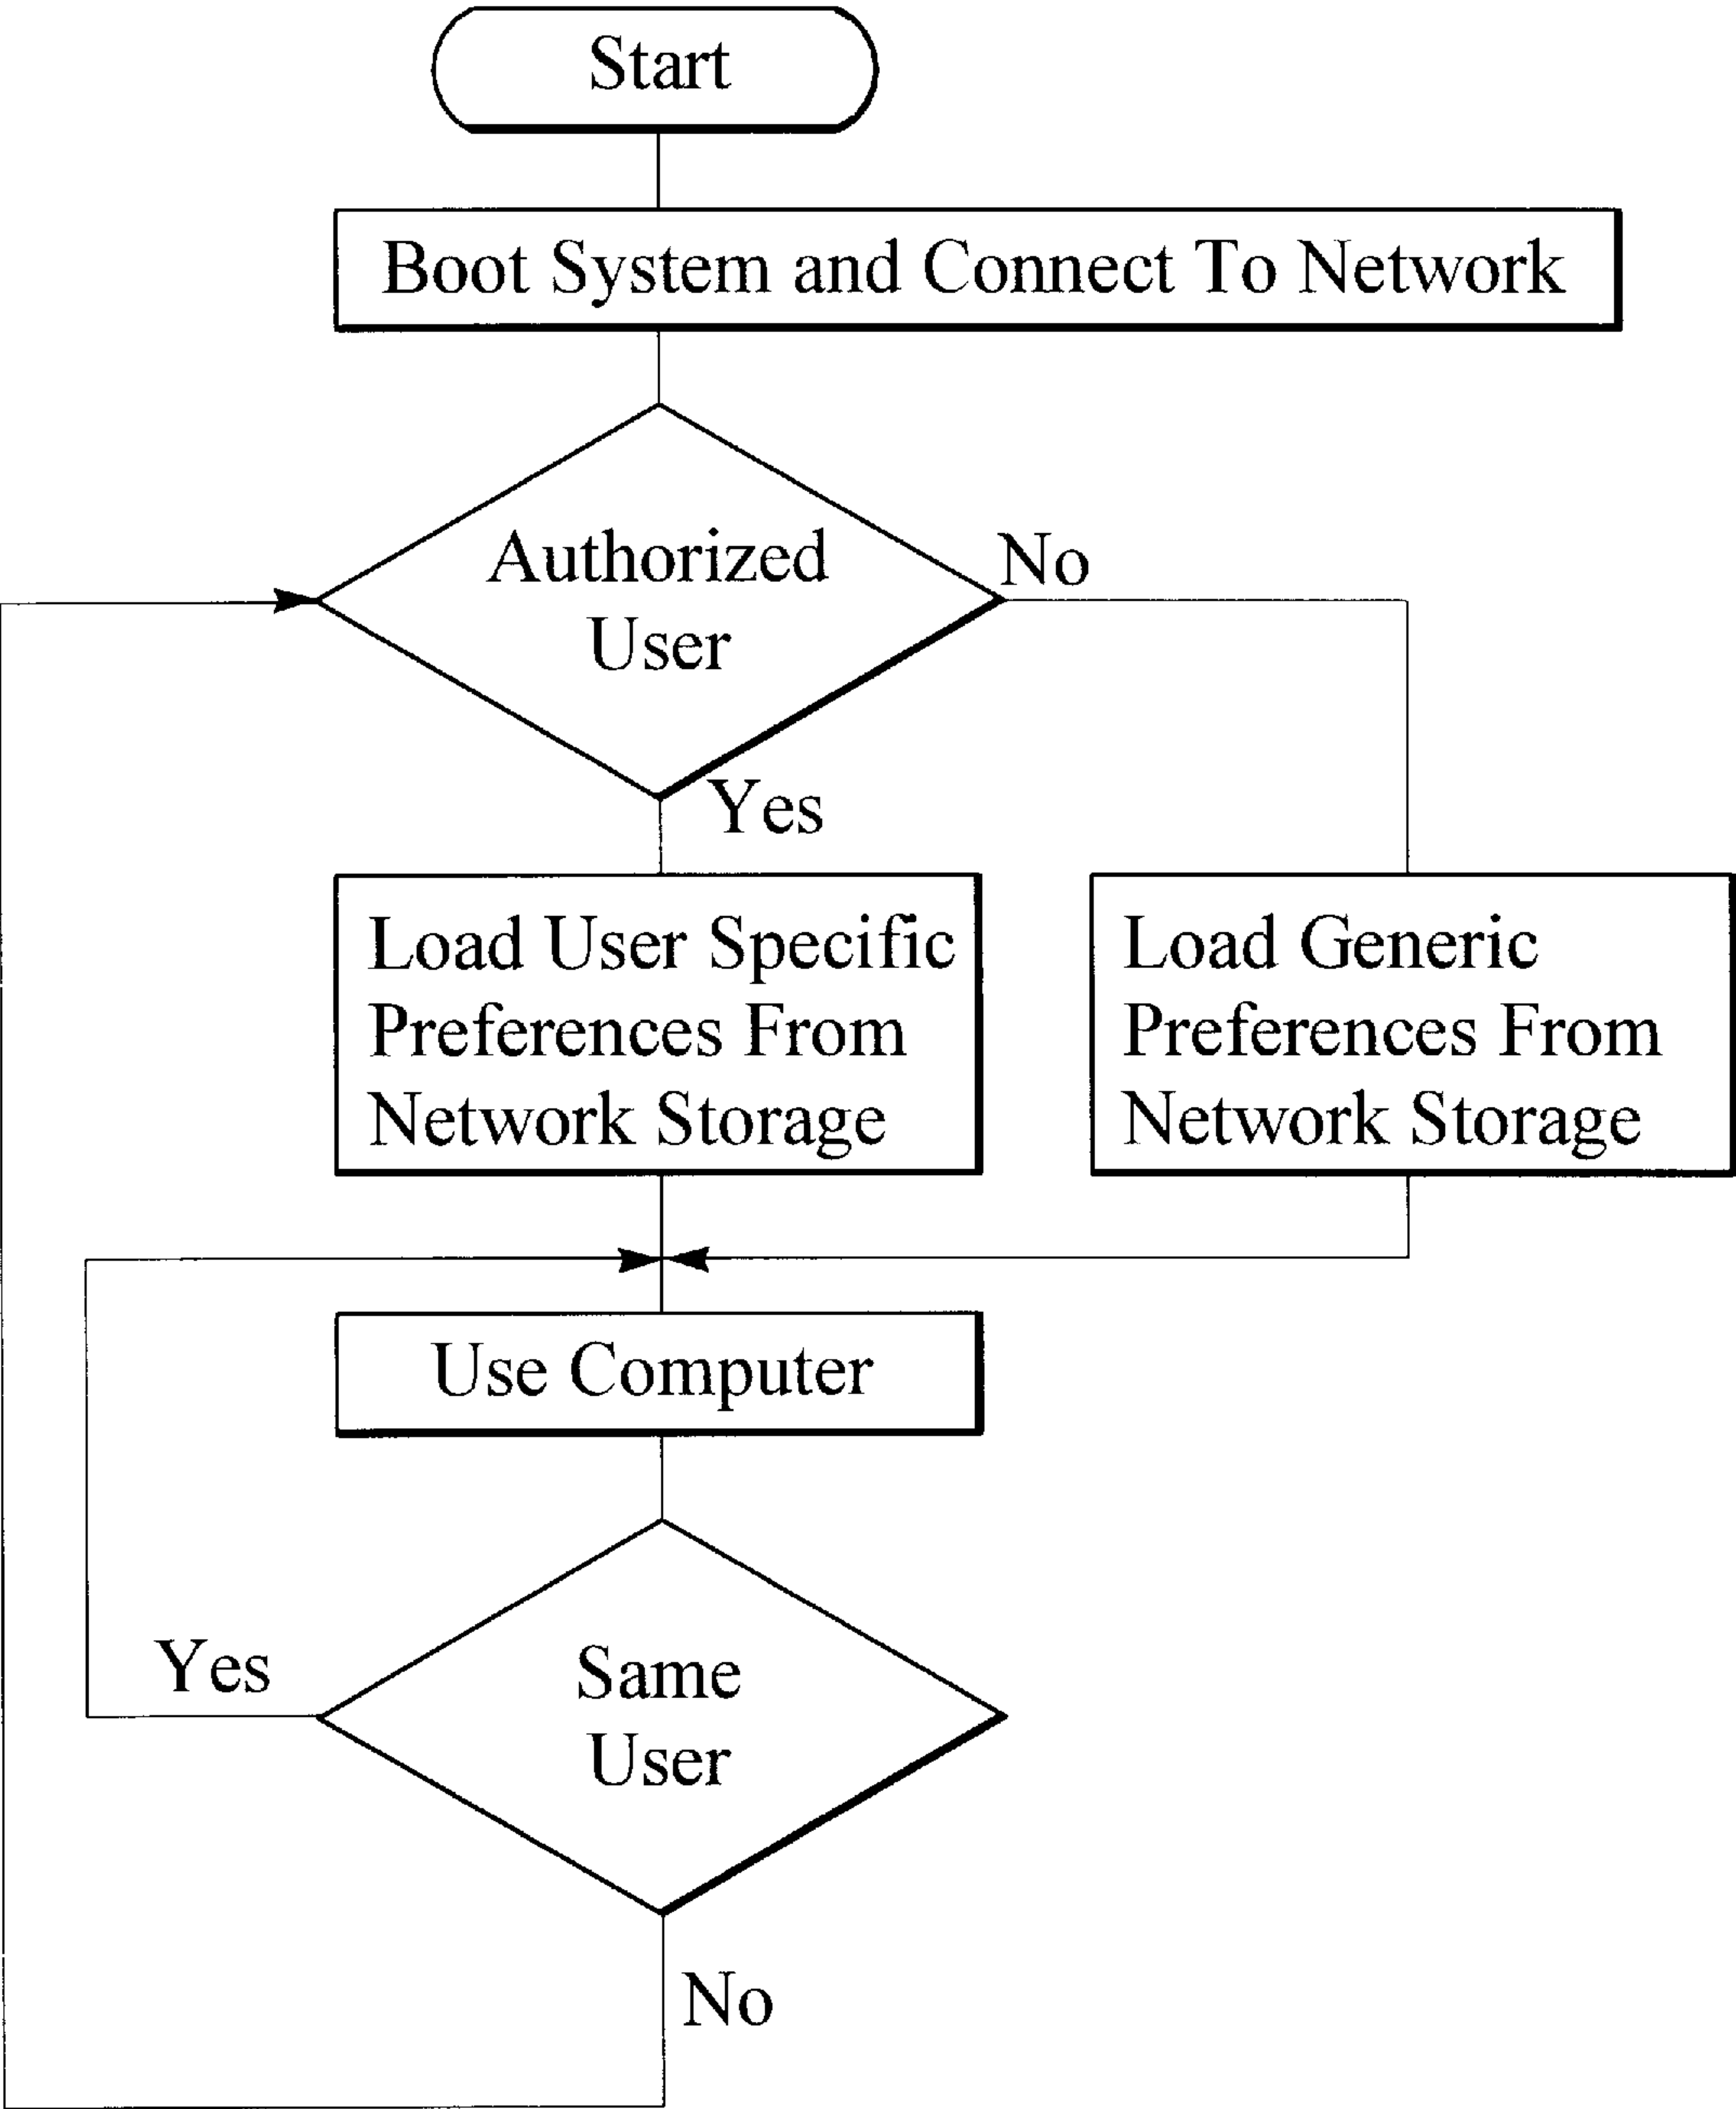 Start
Boot System and Connect To Network
Authorized
User
No
Yes
Load User Specific
Preferences From
Network Storage
Load Generic
Preferences From
Network Storage
Use Computer
Yes
Same
User
No